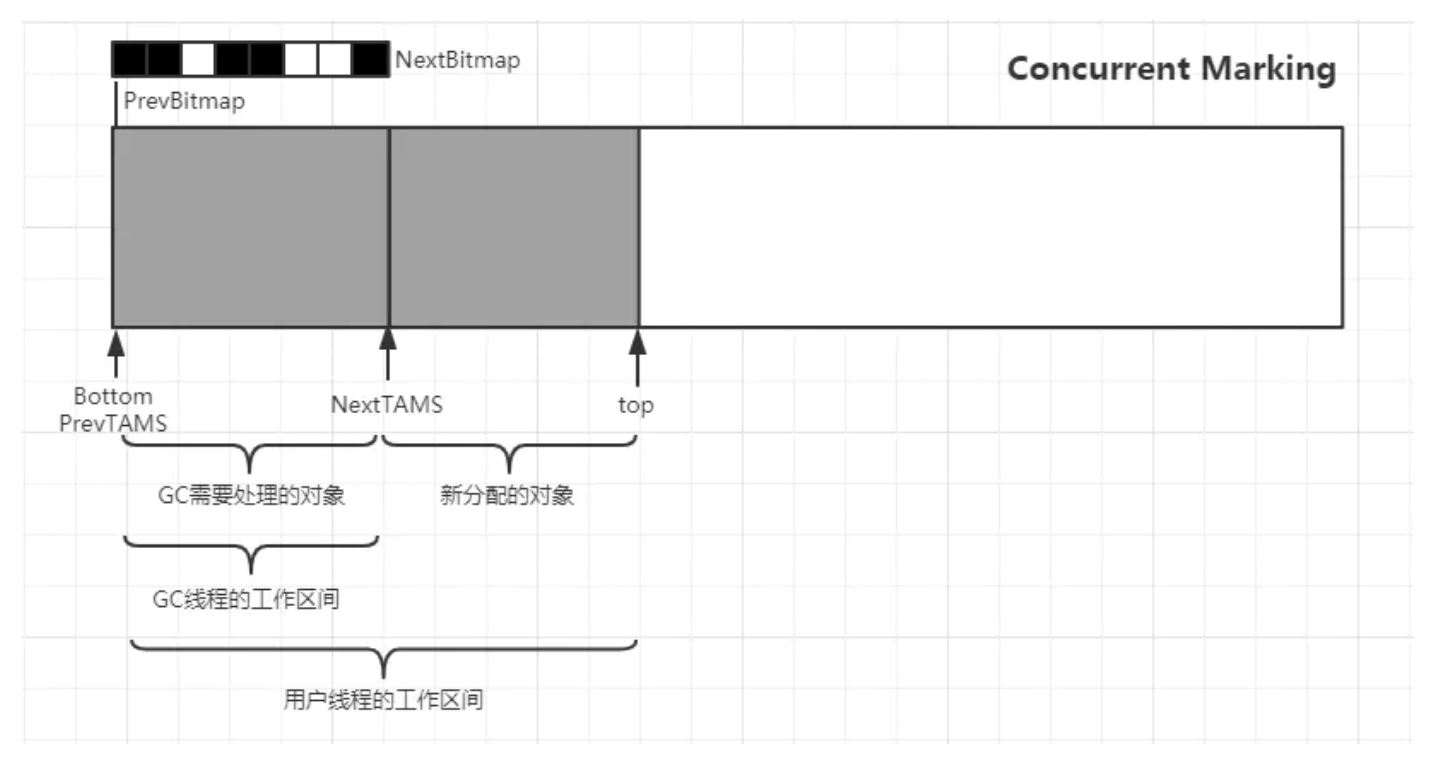 NextBitmap
Concurrent Marking
PrevBitmap
Bottom
PrevTAMS
NextTAMS
top
GC需要处理的对象
新分配的对象
GC线程的工作区间
用户线程的工作区间